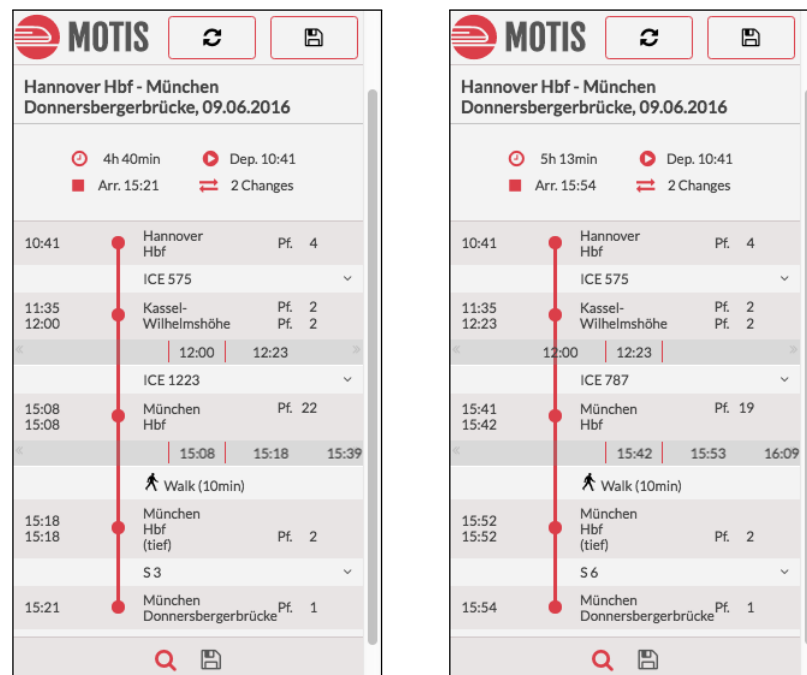 MOTIS
Hannover Hbf - München
Donnersbergerbrücke, 09.06.2016
4h 40min Dep. 10:41
Arr. 15:21 2 Changes
10:41 Hannover Pf. 4
Hbf
ICE 575
11:35 Kassel- Pf. 2
12:00 Wilhelmshöhe Pf. 2
« 12:00 12:23 »
ICE 1223
15:08 München Pf. 22
15:08 Hbf
« 15:08 15:18 15:39
Walk (10min)
München
15:18 Hbf
15:18 (tief) Pf. 2
S 3
15:21 München
Donnersbergerbrücke Pf. 1
MOTIS
Hannover Hbf - München
Donnersbergerbrücke, 09.06.2016
5h 13min Dep. 10:41
Arr. 15:54 2 Changes
10:41 Hannover Pf. 4
Hbf
ICE 575
11:35 Kassel- Pf. 2
12:23 Wilhelmshöhe Pf. 2
« 12:00 12:23 »
ICE 787
15:41 München Pf. 19
15:42 Hbf
« 15:42 15:53 16:09
Walk (10min)
München
15:52 Hbf
15:52 (tief) Pf. 2
S 6
15:54 München
Donnersbergerbrücke Pf. 1